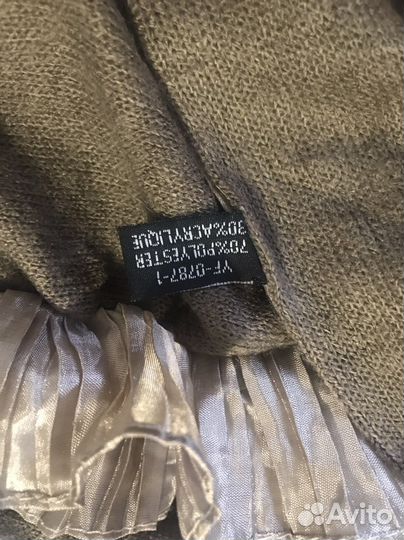 YF-0787-1
70%POLYESTER
30%ACRYLIQUE
Avito